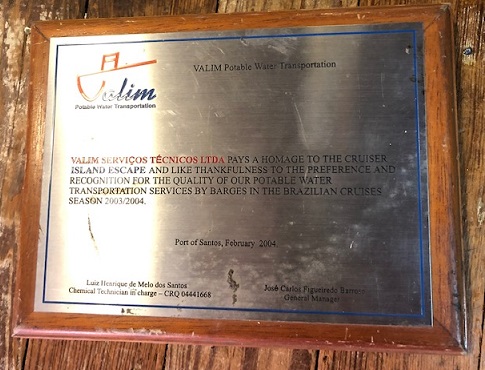 Valim
Potable Water Transportation
VALIM Potable Water Transportation
VALIM SERVIÇOS TÉCNICOS LTDA PAYS A HOMAGE TO THE CRUISER
ISLAND ESCAPE AND LIKE THANKFULNESS TO THE PREFERENCE AND
RECOGNITION FOR THE QUALITY OF OUR POTABLE WATER
TRANSPORTATION SERVICES BY BARGES IN THE BRAZILIAN CRUISES
SEASON 2003/2004.
Port of Santos, February 2004.
Luiz Henrique de Melo dos Santos
Chemical Technician in charge – CRQ 04441668
José Carlos Figueiredo
General Manager